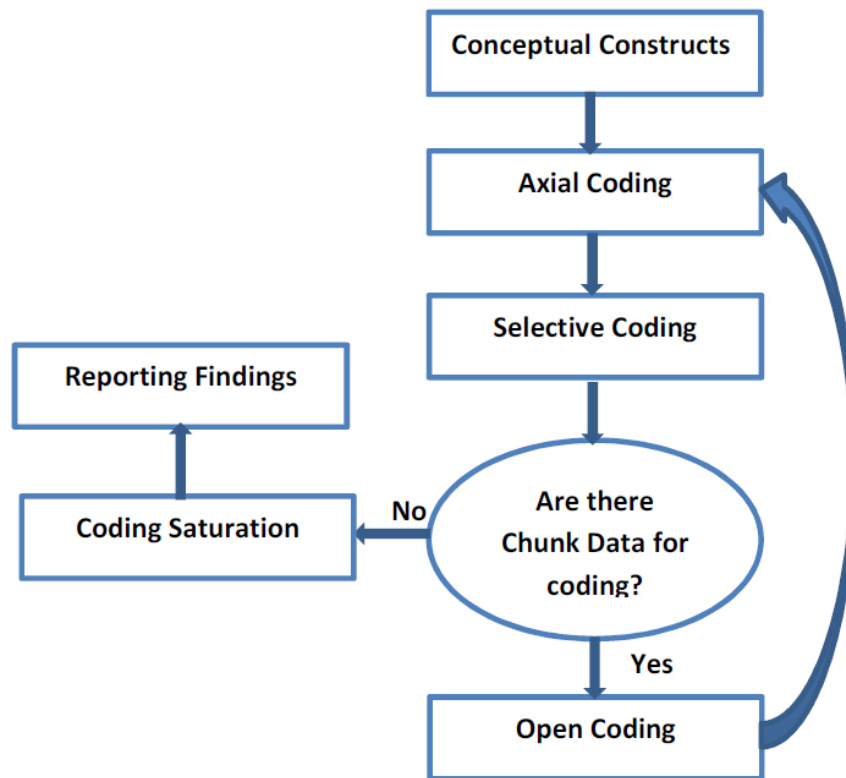 Conceptual Constructs
Axial Coding
Selective Coding
Reporting Findings
Coding Saturation
No
Are there
Chunk Data for
coding?
Yes
Open Coding